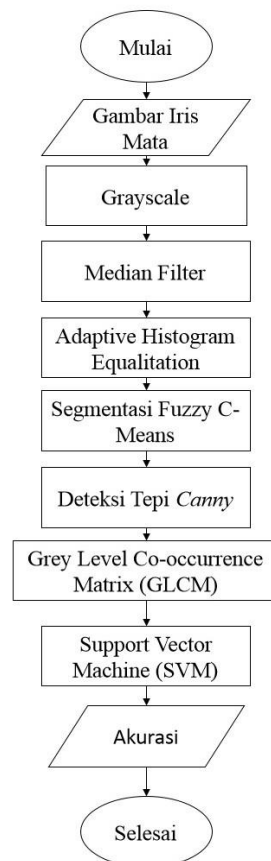 Mulai
Gambar Iris
Mata
Grayscale
Median Filter
Adaptive Histogram
Equalitation
Segmentasi Fuzzy C-
Means
Deteksi Tepi Canny
Grey Level Co-occurrence
Matrix (GLCM)
Support Vector
Machine (SVM)
Akurasi
Selesai